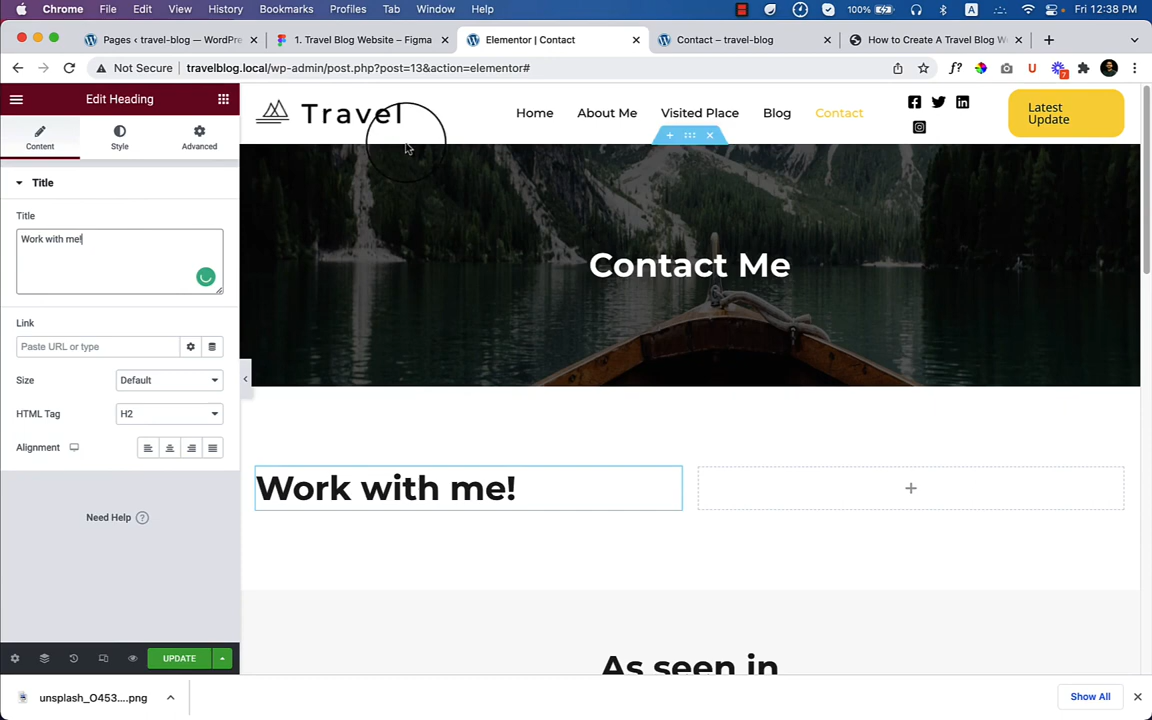 Chrome File Edit View History Bookmarks Profiles Tab Window Help
100% A Fri 12:38 PM
Pages ‹ travel-blog — WordPre
1. Travel Blog Website – Figma
Elementor | Contact
Contact – travel-blog
How to Create A Travel Blog W
Not Secure travelblog.local/wp-admin/post.php?post=13&action=elementor#
f? U 7
Edit Heading
Content Style Advanced
Title
Title
Work with me!
Link
Paste URL or type
Size Default
HTML Tag H2
Alignment
Need Help ?
UPDATE
Travel
Home About Me Visited Place Blog Contact
Latest
Update
Contact Me
Work with me!
As seen in
unsplash_O453....png
Show All